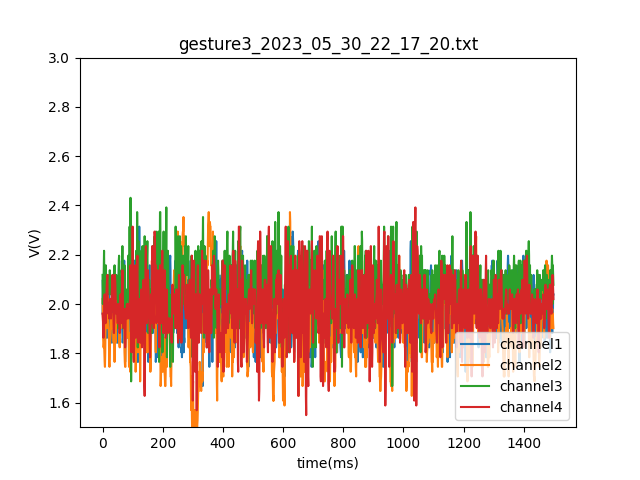 gesture3_2023_05_30_22_17_20.txt
3.0
2.8
2.6
2.4
2.2
2.0
1.8
1.6
V(V)
0 200 400 600 800 1000 1200 1400
time(ms)
channel1
channel2
channel3
channel4